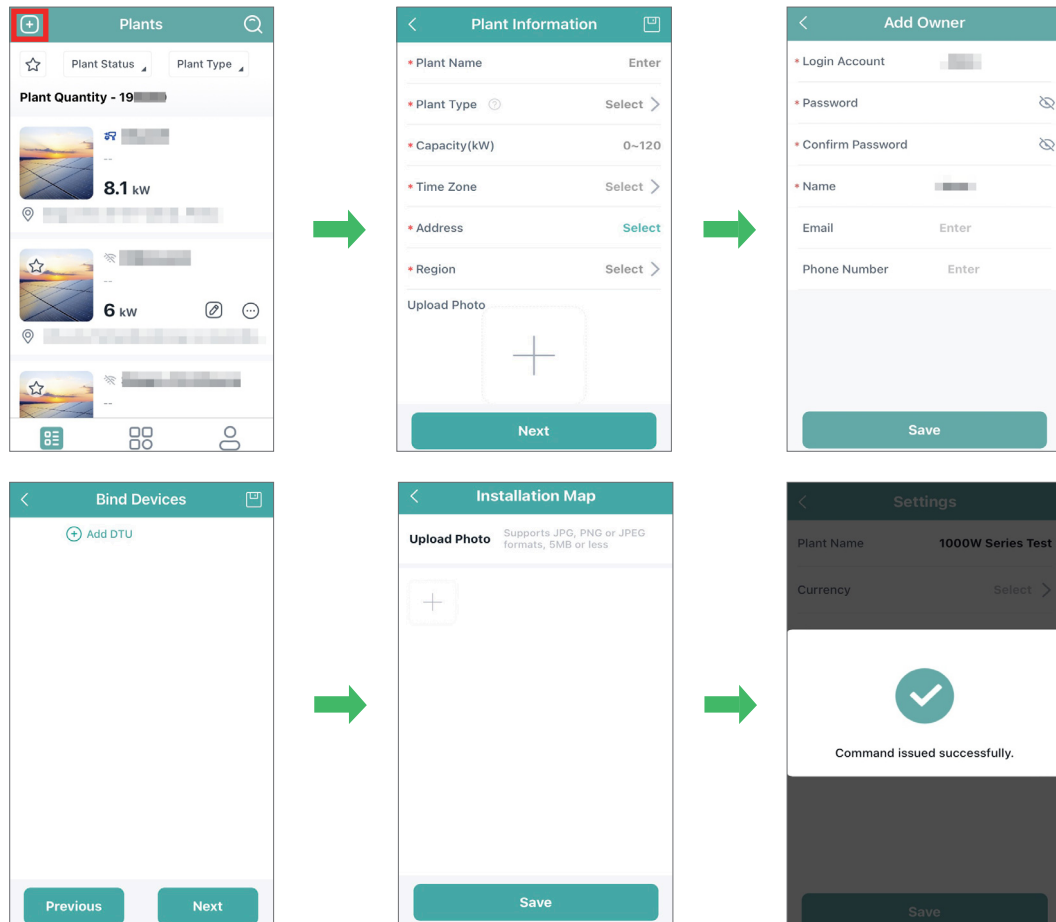 Plants
Plant Status
Plant Type
Plant Quantity - 19
--
8.1 kW
--
6 kW
--
Plant Information
* Plant Name Enter
* Plant Type Select
* Capacity(kW) 0~120
* Time Zone Select
* Address Select
* Region Select
Upload Photo
Next
Add Owner
* Login Account
* Password
* Confirm Password
* Name
Email Enter
Phone Number Enter
Save
Bind Devices
Add DTU
Previous Next
Installation Map
Upload Photo Supports JPG, PNG or JPEG
formats, 5MB or less
Save
Settings
Plant Name 1000W Series Test
Currency Select
Command issued successfully.
Save